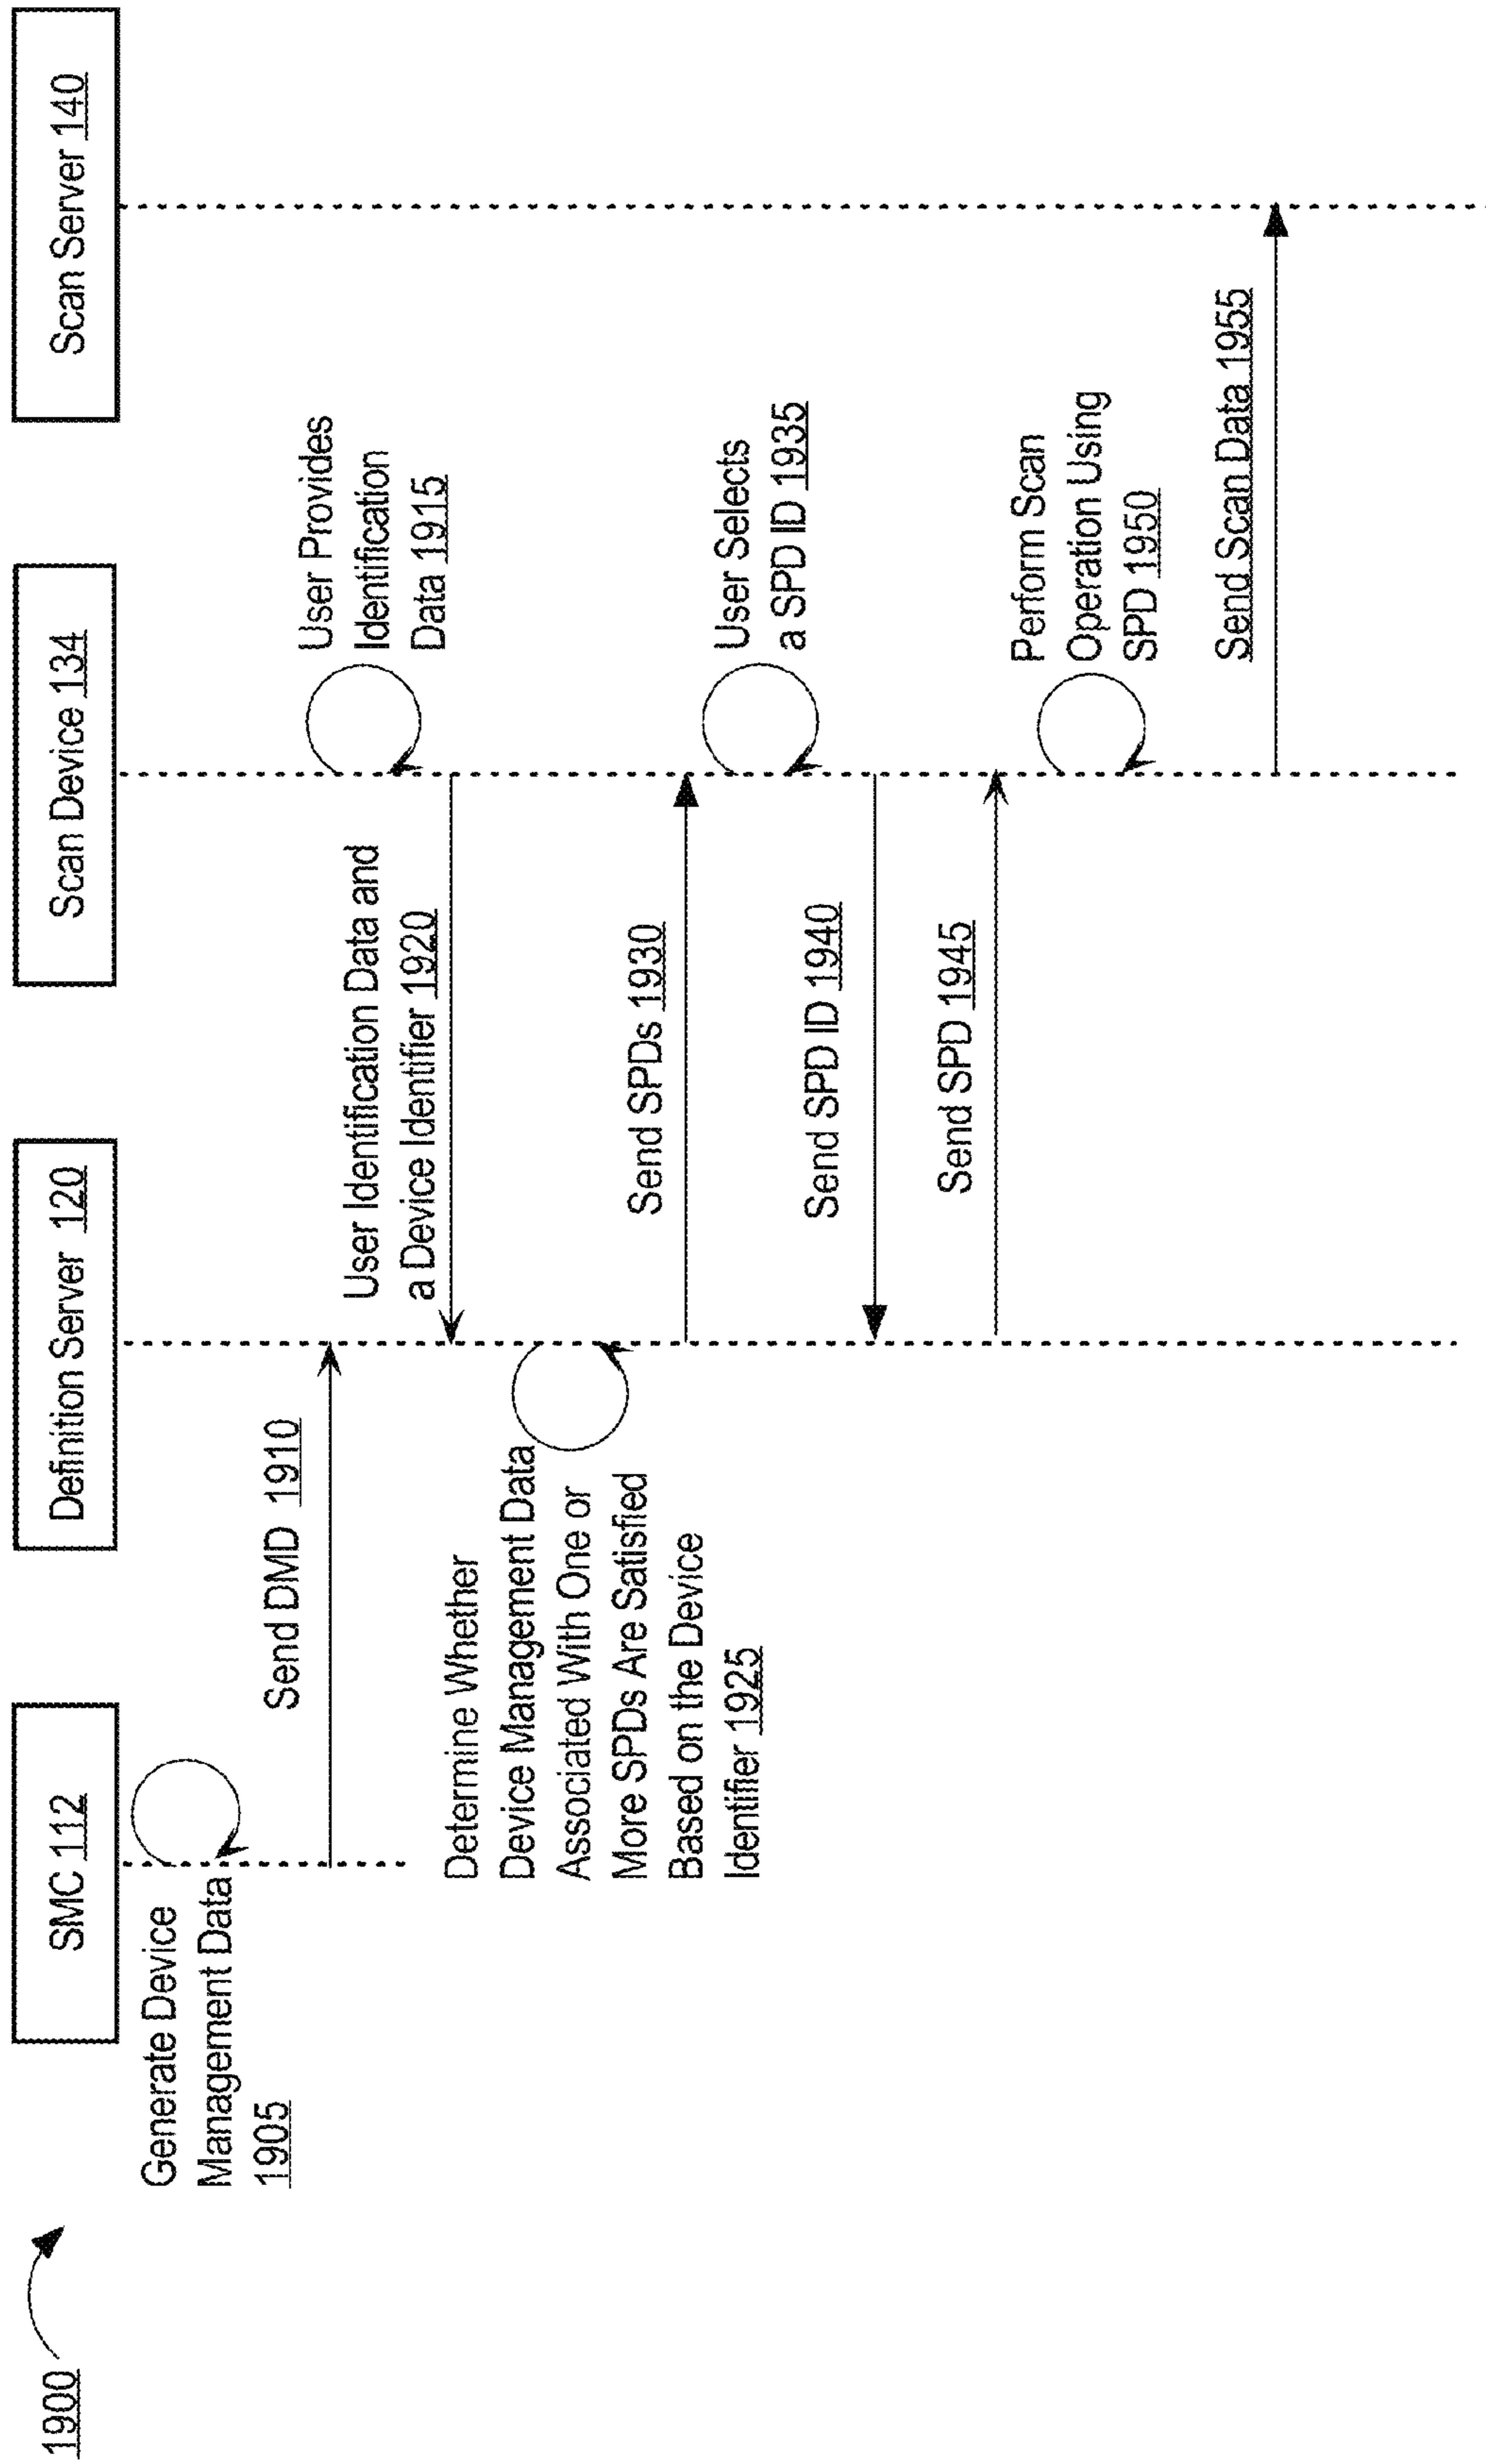 1900
SMC 112
Definition Server 120
Scan Device 134
Scan Server 140
Generate Device
Management Data
1905
Send DMD 1910
User Provides
Identification
Data 1915
User Identification Data and
a Device Identifier 1920
Determine Whether
Device Management Data
Associated With One or
More SPDs Are Satisfied
Based on the Device
Identifier 1925
Send SPDs 1930
User Selects
a SPD ID 1935
Send SPD ID 1940
Send SPD 1945
Perform Scan
Operation Using
SPD 1950
Send Scan Data 1955